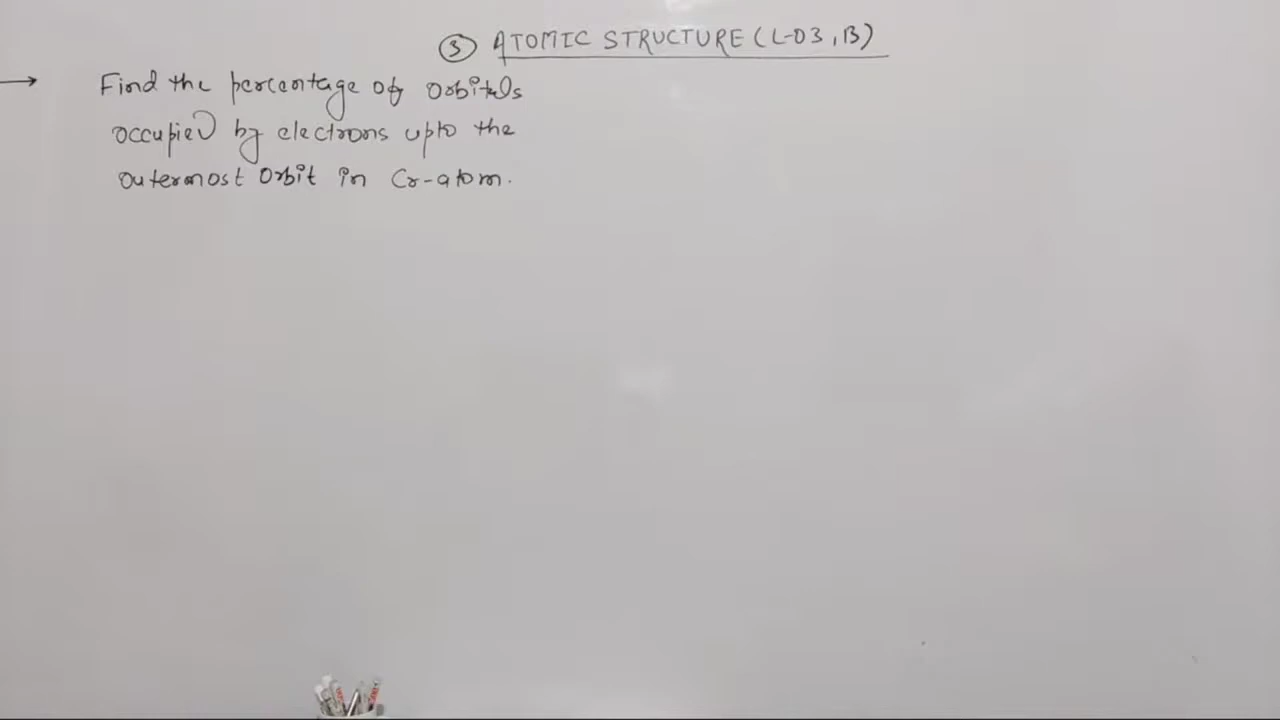 ③ ATOMIC STRUCTURE (L-03, B)
→ Find the percentage of orbitals
occupied by electrons upto the
outermost orbit in Cr-atom.